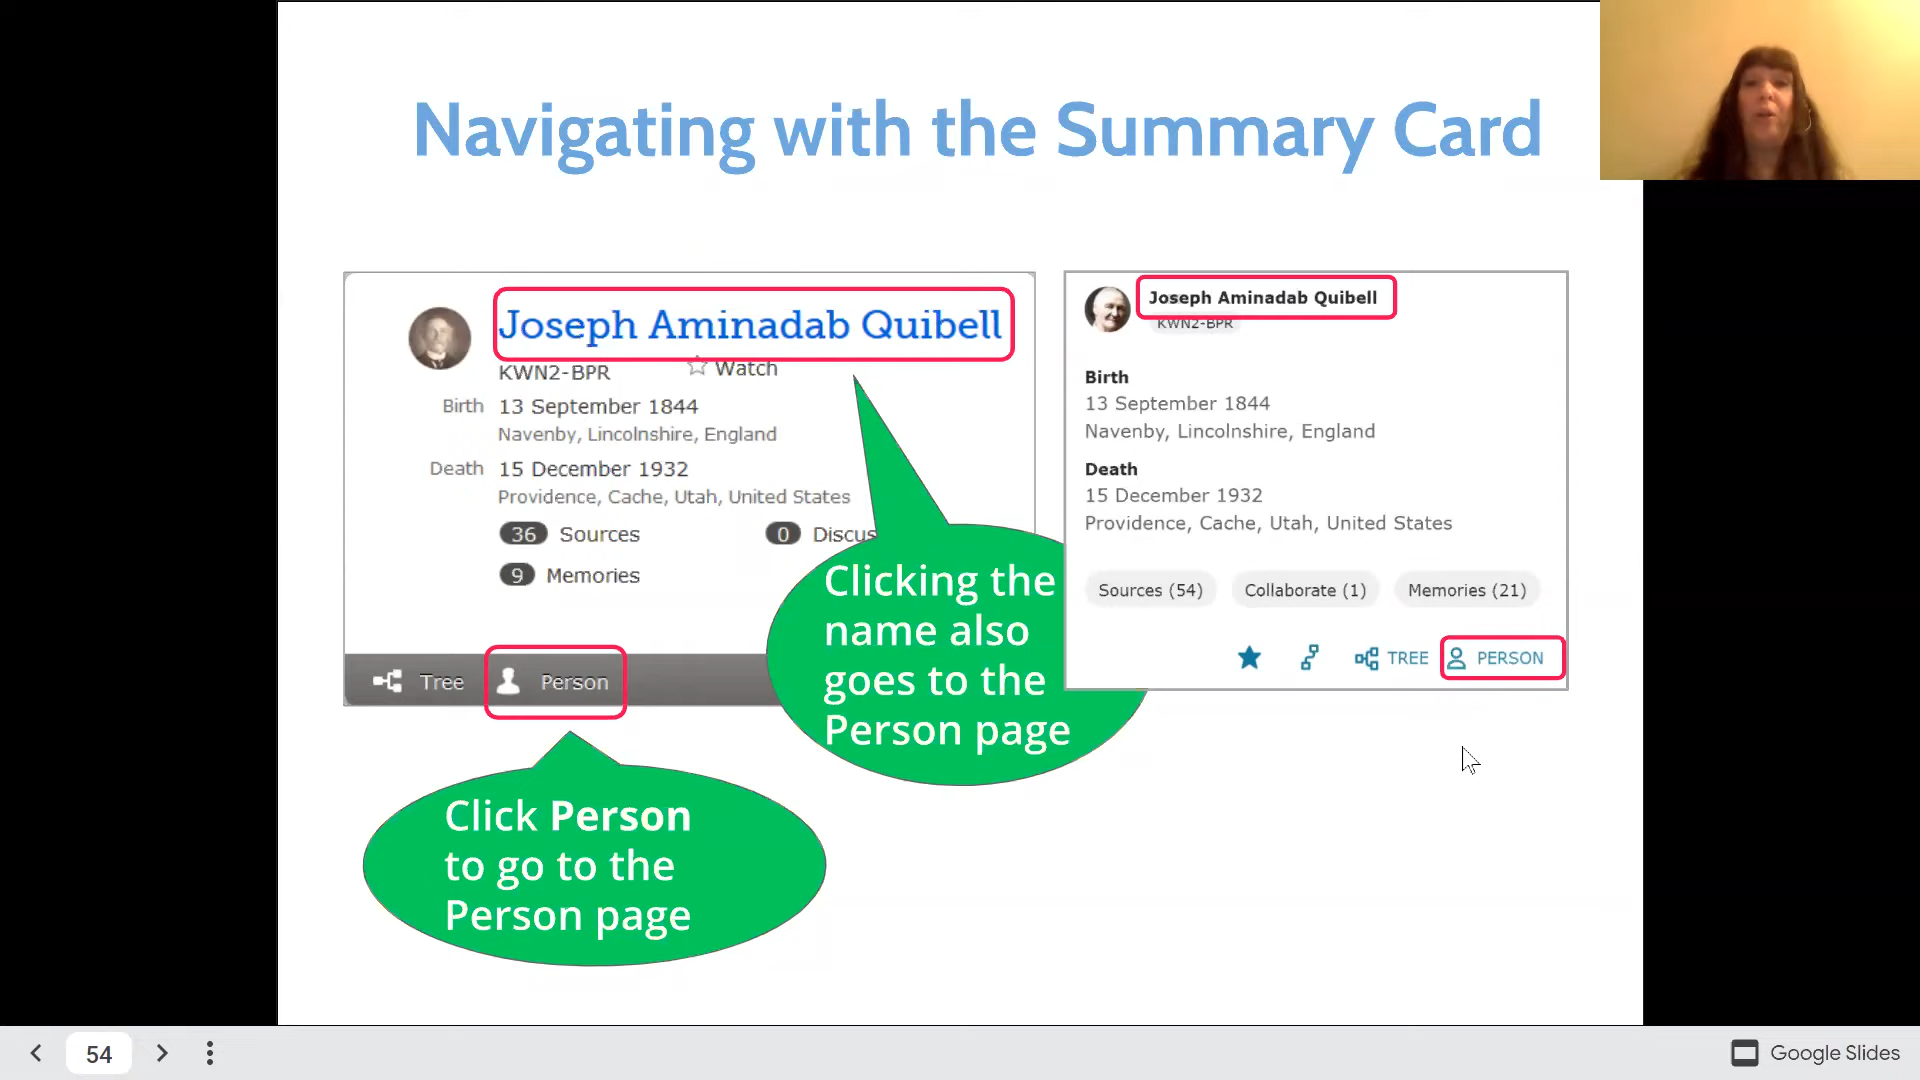 Navigating with the Summary Card
Joseph Aminadab Quibell
KWN2-BPR
Watch
Birth 13 September 1844
Navenby, Lincolnshire, England
Death 15 December 1932
Providence, Cache, Utah, United States
36 Sources
0 Discus
9 Memories
Tree
Person
Clicking the
name also
goes to the
Person page
Click Person
to go to the
Person page
Joseph Aminadab Quibell
KWN2-BPR
Birth
13 September 1844
Navenby, Lincolnshire, England
Death
15 December 1932
Providence, Cache, Utah, United States
Sources (54)
Collaborate (1)
Memories (21)
TREE
PERSON
54
Google Slides